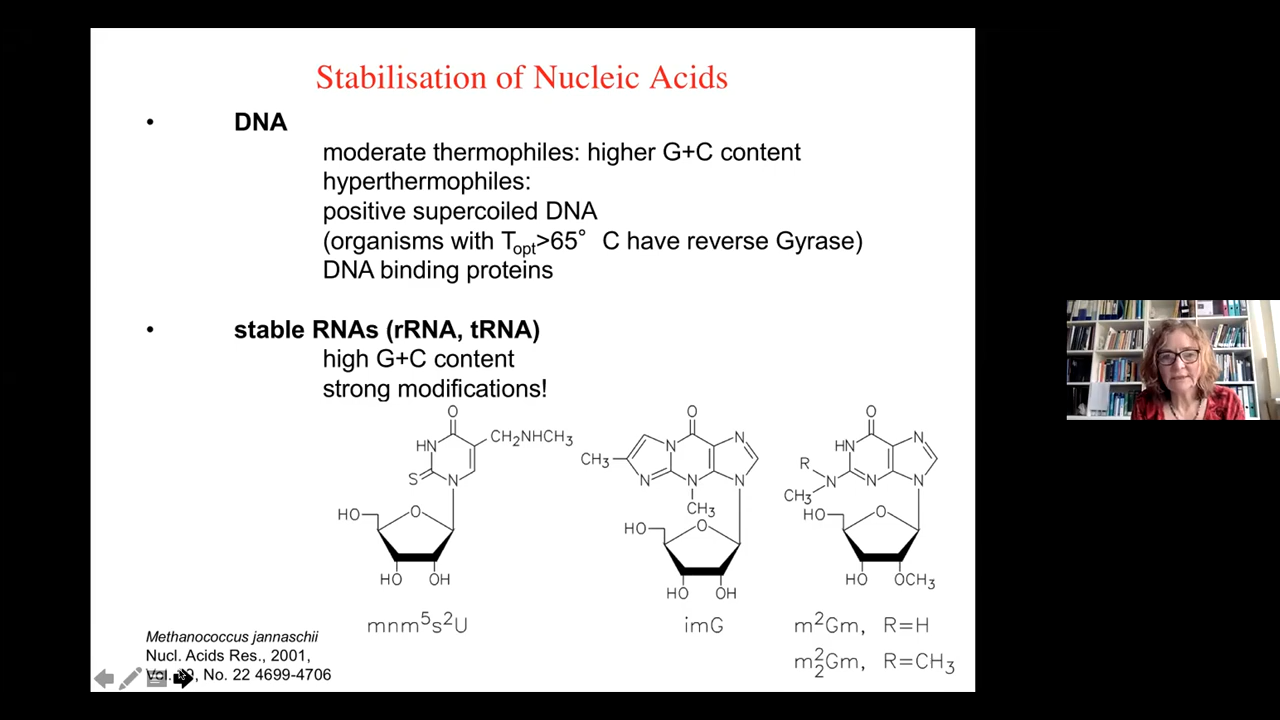 Stabilisation of Nucleic Acids
• DNA
moderate thermophiles: higher G+C content
hyperthermophiles:
positive supercoiled DNA
(organisms with Topt>65° C have reverse Gyrase)
DNA binding proteins
• stable RNAs (rRNA, tRNA)
high G+C content
strong modifications!
O
HN
CH2NHCH3
S
N
HO
O
HO
OH
mnm5s2U
O
N
N
CH3
N
N
N
CH3
HO
O
HO
OH
imG
O
HN
N
R
N
N
N
CH3
HO
O
HO
OCH3
m2Gm, R=H
m22Gm, R=CH3
Methanococcus jannaschii
Nucl. Acids Res., 2001,
Vol. , No. 22 4699-4706